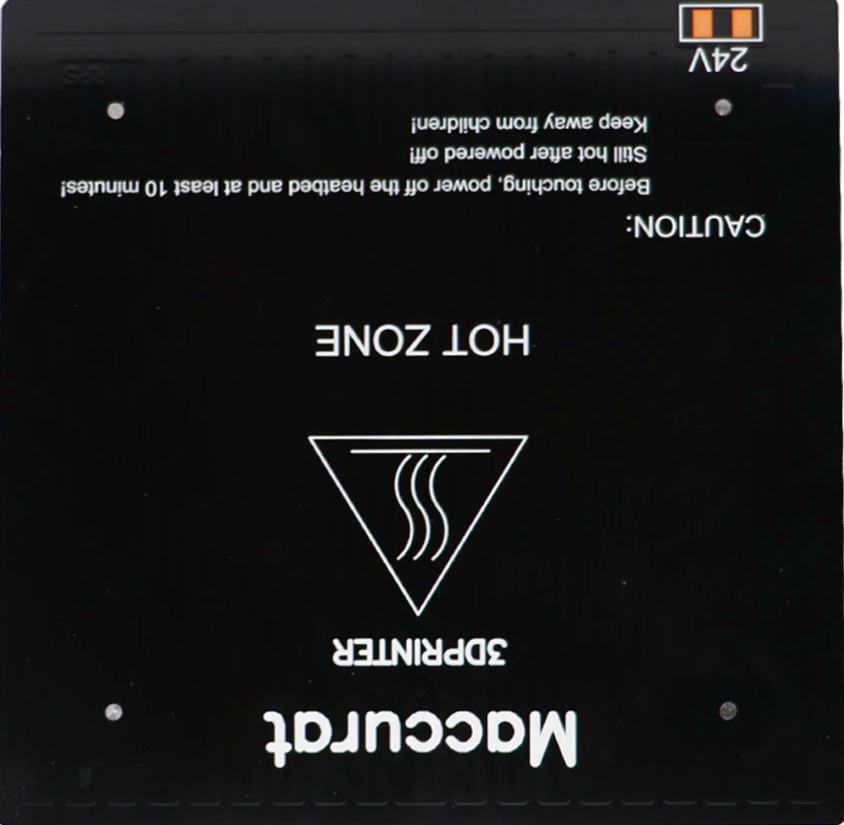 Maccurat
3DPRINTER
HOT ZONE
CAUTION:
Before touching, power off the heatbed and at least 10 minutes!
Still hot after powered off!
Keep away from children!
24V